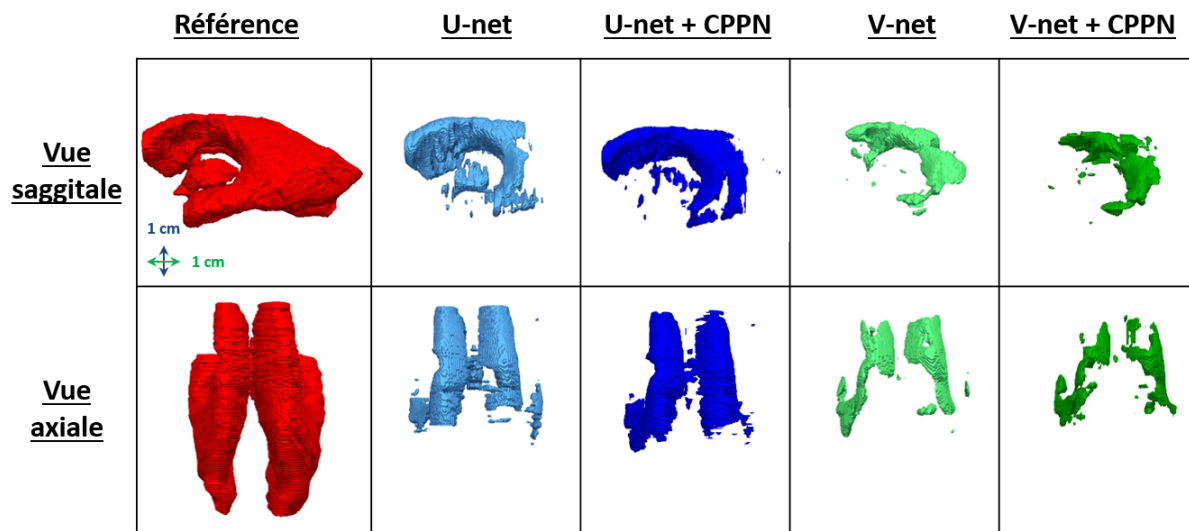 Référence U-net U-net + CPPN V-net V-net + CPPN
Vue
saggitale
1 cm
1 cm
Vue
axiale